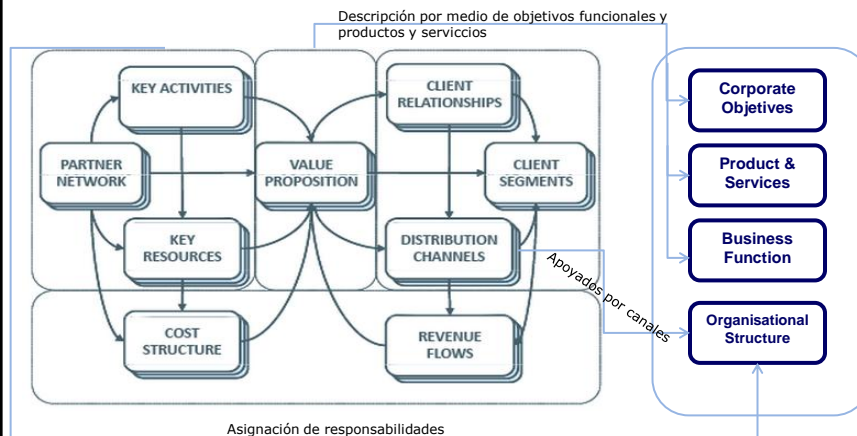 Descripción por medio de objetivos funcionales y
productos y serviccios
KEY ACTIVITIES
CLIENT
RELATIONSHIPS
PARTNER
NETWORK
VALUE
PROPOSITION
CLIENT
SEGMENTS
KEY
RESOURCES
DISTRIBUTION
CHANNELS
COST
STRUCTURE
REVENUE
FLOWS
Apoyados por canales
Corporate
Objetives
Product &
Services
Business
Function
Organisational
Structure
Asignación de responsabilidades